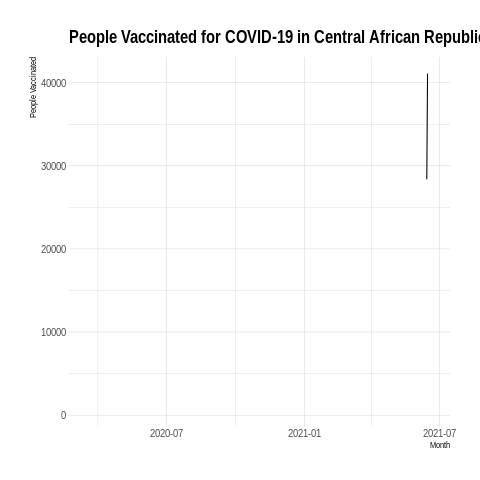 People Vaccinated for COVID-19 in Central African Republi
People Vaccinated
40000
30000
20000
10000
0
2020-07
2021-01
2021-07
Month